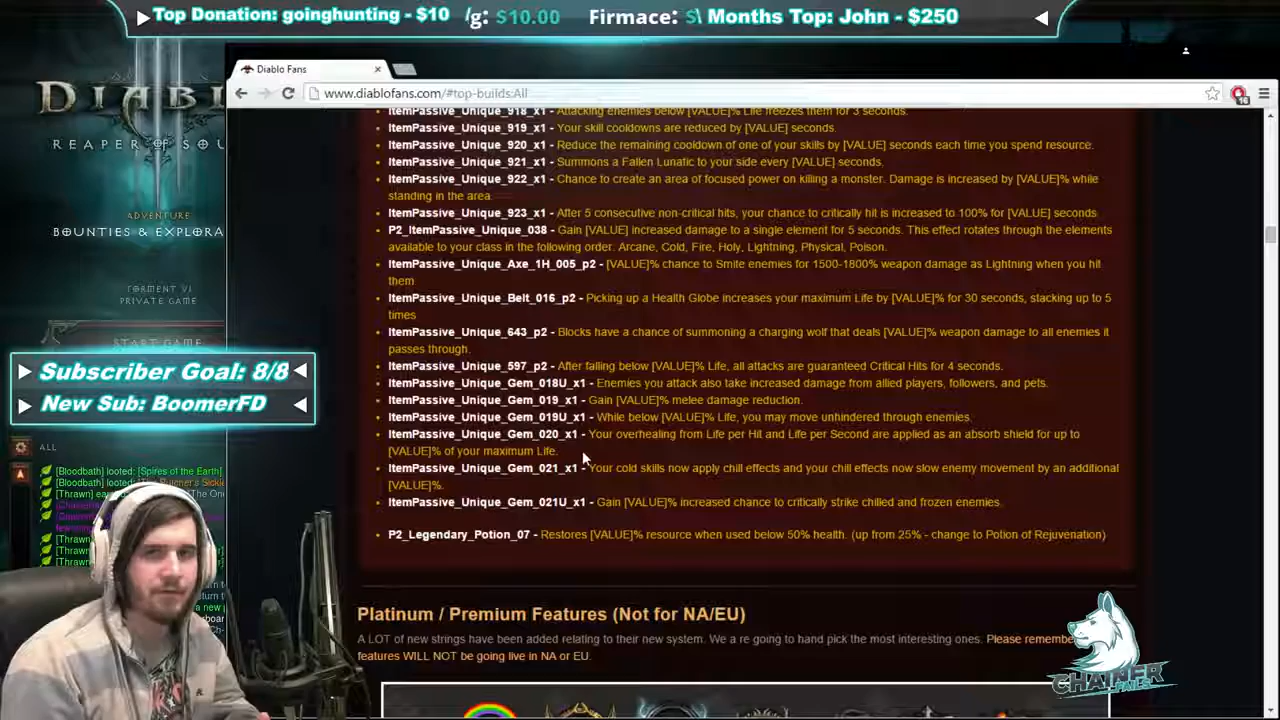 Top Donation: goinghunting - $10 /g: $10.00 Firmace: $\ Months Top: John - $250
Diablo Fans
www.diablofans.com/#top-builds:All
ItemPassive_Unique_918_x1 - Attacking enemies below [VALUE]% Life freezes them for 3 seconds.
ItemPassive_Unique_919_x1 - Your skill cooldowns are reduced by [VALUE] seconds.
ItemPassive_Unique_920_x1 - Reduce the remaining cooldown of one of your skills by [VALUE] seconds each time you spend resource.
ItemPassive_Unique_921_x1 - Summons a Fallen Lunatic to your side every [VALUE] seconds.
ItemPassive_Unique_922_x1 - Chance to create an area of focused power on killing a monster. Damage is increased by [VALUE]% while
standing in the area.
ItemPassive_Unique_923_x1 - After 5 consecutive non-critical hits, your chance to critically hit is increased to 100% for [VALUE] seconds
P2_ItemPassive_Unique_038 - Gain [VALUE] increased damage to a single element for 5 seconds. This effect rotates through the elements
available to your class in the following order. Arcane, Cold, Fire, Holy, Lightning, Physical, Poison.
ItemPassive_Unique_Axe_1H_005_p2 - [VALUE]% chance to Smite enemies for 1500-1800% weapon damage as Lightning when you hit
them
ItemPassive_Unique_Belt_016_p2 - Picking up a Health Globe increases your maximum Life by [VALUE]% for 30 seconds, stacking up to 5
times
ItemPassive_Unique_643_p2 - Blocks have a chance of summoning a charging wolf that deals [VALUE]% weapon damage to all enemies it
passes through.
ItemPassive_Unique_597_p2 - After falling below [VALUE]% Life, all attacks are guaranteed Critical Hits for 4 seconds.
ItemPassive_Unique_Gem_018U_x1 - Enemies you attack also take increased damage from allied players, followers, and pets.
ItemPassive_Unique_Gem_019_x1 - Gain [VALUE]% melee damage reduction.
ItemPassive_Unique_Gem_019U_x1 - While below [VALUE]% Life, you may move unhindered through enemies.
ItemPassive_Unique_Gem_020_x1 - Your overhealing from Life per Hit and Life per Second are applied as an absorb shield for up to
[VALUE]% of your maximum Life.
ItemPassive_Unique_Gem_021_x1 - Your cold skills now apply chill effects and your chill effects now slow enemy movement by an additional
[VALUE]%.
ItemPassive_Unique_Gem_021U_x1 - Gain [VALUE]% increased chance to critically strike chilled and frozen enemies.
P2_Legendary_Potion_07 - Restores [VALUE]% resource when used below 50% health. (up from 25% - change to Potion of Rejuvenation)
Platinum / Premium Features (Not for NA/EU)
A LOT of new strings have been added relating to their new system. We a re going to hand pick the most interesting ones. Please remembe
features WILL NOT be going live in NA or EU.
DIAB
REAPER OF SOU
ADVENTURE
BOUNTIES & EXPLORA
TORMENT VI
PRIVATE GAME
START GAME
Subscriber Goal: 8/8
New Sub: BoomerFD
ALL
[Bloodbath] looted: [Spires of the Earth]
[Thrawn] looted: [The One
CHAINER
FAILS